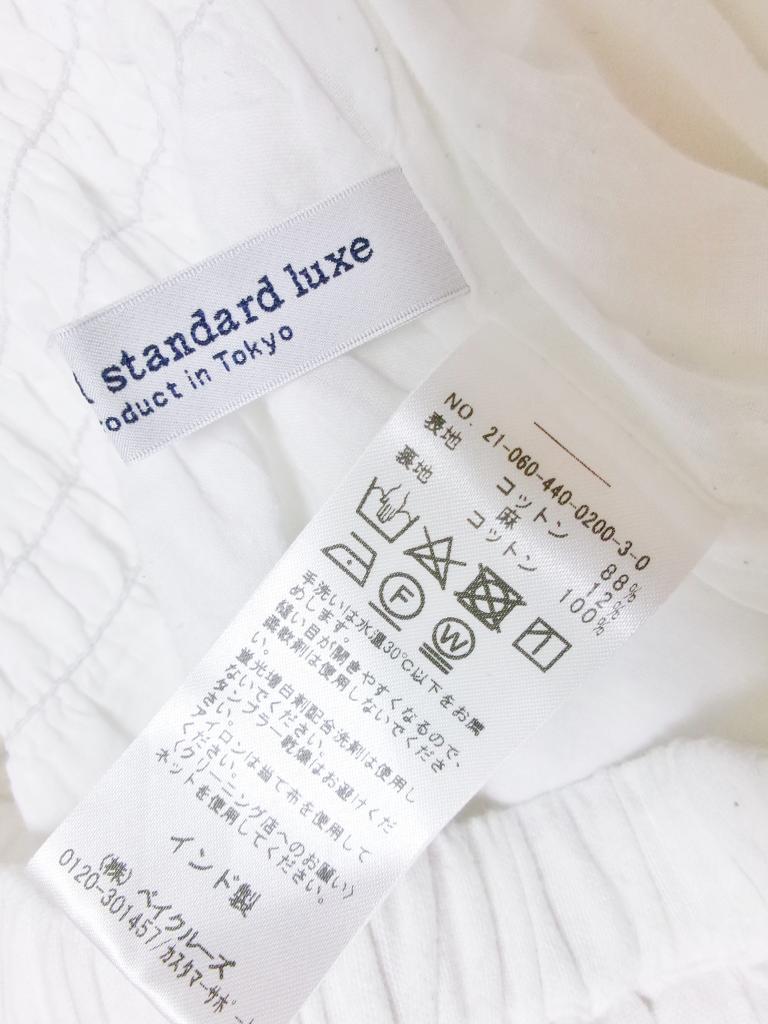 standard luxe
roduct in Tokyo
NO. 21-060-440-0200-3-0
表地 コットン 88%
麻 12%
裏地 コットン 100%
F
W
手洗いは水温30℃以下をお薦
めします。
縫い目が開きやすくなるので、
柔軟剤は使用しないでくださ
い。
蛍光増白剤配合洗剤は使用し
ないでください。
タンブラー乾燥はお避けくだ
さい。
アイロンは当て布を使用して
ください。
〈クリーニング店へのお願い〉
ネットを使用してください。
インド製
(株) ベイクルーズ
0120-301457/カスタマーサポー